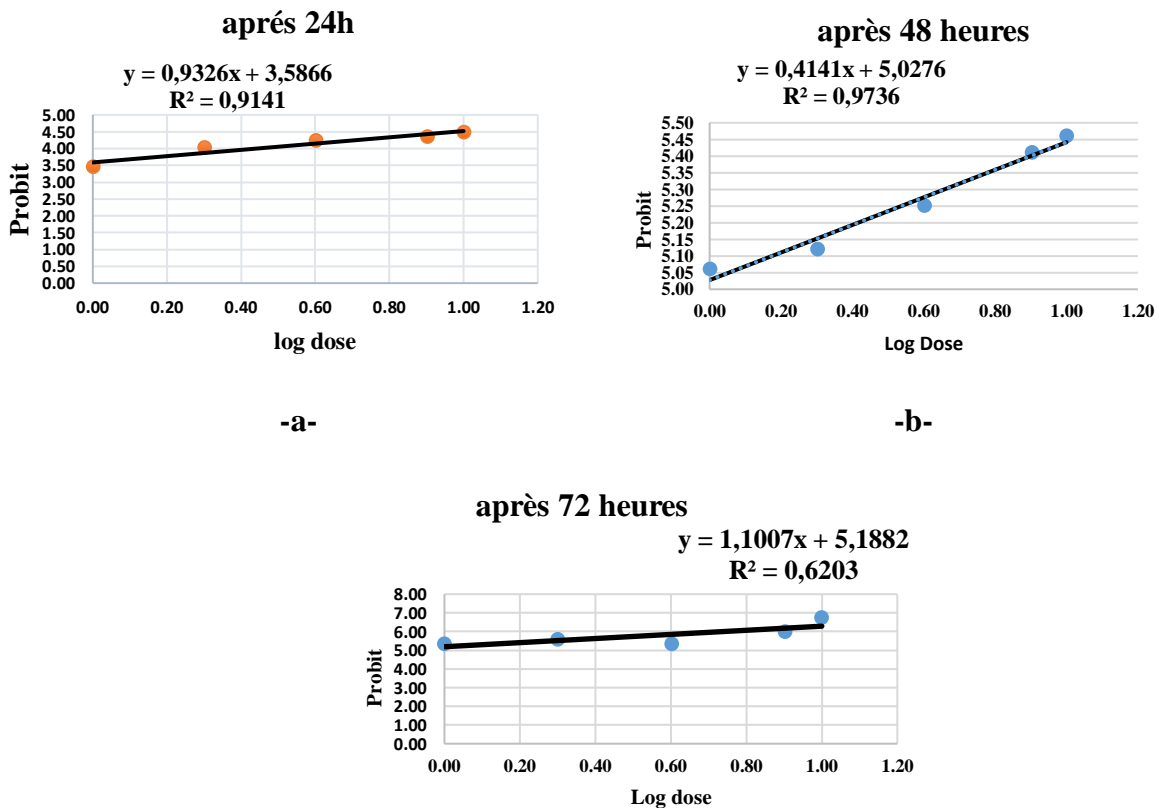 aprés 24h
y = 0,9326x + 3,5866
R² = 0,9141
5.00
4.50
4.00
3.50
3.00
2.50
2.00
1.50
1.00
0.50
0.00
Probit
0.00 0.20 0.40 0.60 0.80 1.00 1.20
log dose
-a-
après 48 heures
y = 0,4141x + 5,0276
R² = 0,9736
5.50
5.45
5.40
5.35
5.30
5.25
5.20
5.15
5.10
5.05
5.00
Probit
0.00 0.20 0.40 0.60 0.80 1.00 1.20
Log Dose
-b-
après 72 heures
y = 1,1007x + 5,1882
R² = 0,6203
8.00
7.00
6.00
5.00
4.00
3.00
2.00
1.00
0.00
Probit
0.00 0.20 0.40 0.60 0.80 1.00 1.20
Log dose